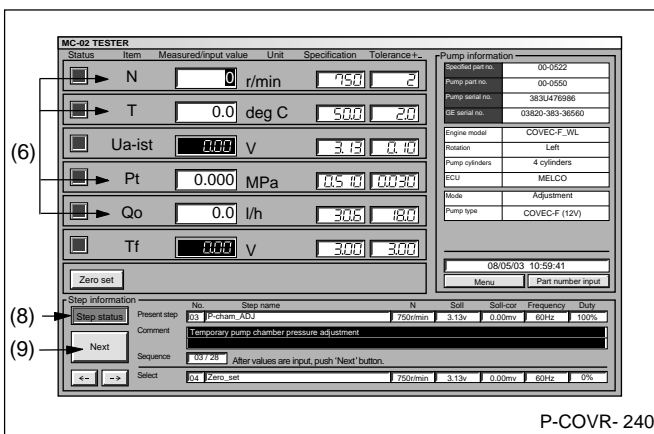 MC-02 TESTER
Status Item Measured/input value Unit Specification Tolerance+_
N 0 r/min 750 2
T 0.0 deg C 50.0 2.0
(6)
Ua-ist 0.00 V 3.13 0.10
Pt 0.000 MPa 0.510 0.030
Qo 0.0 l/h 30.6 18.0
Tf 0.00 V 3.00 3.00
Zero set
Pump information
Specified part no. 00-0522
Pump part no. 00-0550
Pump serial no. 383U476986
GE serial no. 03820-383-36560
Engine model COVEC-F_WL
Rotation Left
Pump cylinders 4 cylinders
ECU MELCO
Mode Adjustment
Pump type COVEC-F (12V)
08/05/03 10:59:41
Menu Part number input
Step information
No. Step name N Soll Soll-cor Frequency Duty
(8) Step status Present step 03 P-cham_ADJ 750r/min 3.13v 0.00mv 60Hz 100%
Comment Temporary pump chamber pressure adjustment
(9) Next
Sequence 03 / 28 After values are input, push 'Next' button.
<- -> Select 04 Zero_set 750r/min 3.13v 0.00mv 60Hz 0%
P-COVR- 240